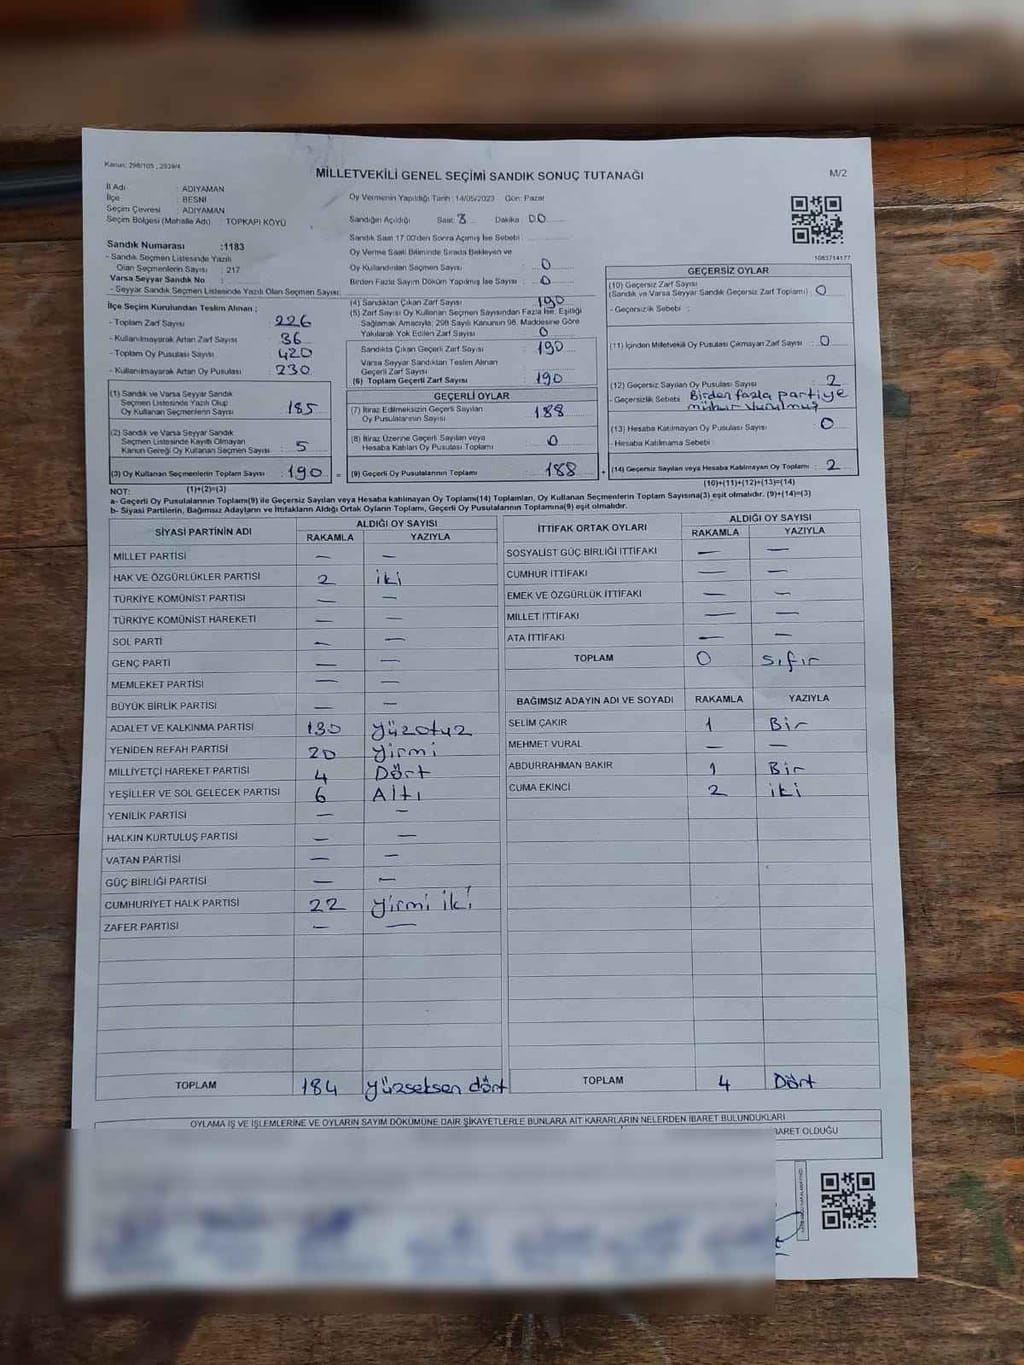 Kanun: 298/105 , 2839/4
MİLLETVEKİLİ GENEL SEÇİMİ SANDIK SONUÇ TUTANAĞI
M/2
İl Adı : ADIYAMAN
İlçe : BESNİ
Seçim Çevresi : ADIYAMAN
Seçim Bölgesi (Mahalle Adı) : TOPKAPI KÖYÜ
Sandık Numarası :1183
- Sandık Seçmen Listesinde Yazılı
Olan Seçmenlerin Sayısı : 217
Varsa Seyyar Sandık No :
- Seyyar Sandık Seçmen Listesinde Yazılı Olan Seçmen Sayısı:
İlçe Seçim Kurulundan Teslim Alınan ;
- Toplam Zarf Sayısı : 226
- Kullanılmayarak Artan Zarf Sayısı : 36
- Toplam Oy Pusulası Sayısı : 420
- Kullanılmayarak Artan Oy Pusulası : 230
(1) Sandık ve Varsa Seyyar Sandık
Seçmen Listesinde Yazılı Olup
Oy Kullanan Seçmenlerin Sayısı : 185
(2) Sandık ve Varsa Seyyar Sandık
Seçmen Listesinde Kayıtlı Olmayan
Kanun Gereği Oy Kullanan Seçmen Sayısı : 5
(3) Oy Kullanan Seçmenlerin Toplam Sayısı : 190 =
(1)+(2)=(3)
Oy Vermenin Yapıldığı Tarih :14/05/2023 Gün: Pazar
Sandığın Açıldığı Saat: 8 Dakika : 00
Sandık Saat 17.00'den Sonra Açımış İse Sebebi :
Oy Verme Saati Bitiminde Sırada Bekleyen ve
Oy Kullandırılan Seçmen Sayısı : 0
Birden Fazla Sayım Döküm Yapılmış İse Sayısı : 0
(4) Sandıktan Çıkan Zarf Sayısı : 190
(5) Zarf Sayısı Oy Kullanan Seçmen Sayısından Fazla İse, Eşitliği
Sağlamak Amacıyla; 298 Sayılı Kanunun 98. Maddesine Göre
Yakılarak Yok Edilen Zarf Sayısı : 0
Sandıkta Çıkan Geçerli Zarf Sayısı : 190
Varsa Seyyar Sandıktan Teslim Alınan
Geçerli Zarf Sayısı :
(6) Toplam Geçerli Zarf Sayısı : 190
GEÇERLİ OYLAR
(7) İtiraz Edilmeksizin Geçerli Sayılan
Oy Pusulalarının Sayısı : 188
(8) İtiraz Üzerine Geçerli Sayılan veya
Hesaba Katılan Oy Pusulası Toplamı : 0
(9) Geçerli Oy Pusulalarının Toplamı : 188 +
1083714177
GEÇERSİZ OYLAR
(10) Geçersiz Zarf Sayısı
(Sandık ve Varsa Seyyar Sandık Geçersiz Zarf Toplamı) : 0
- Geçersizlik Sebebi :
(11) İçinden Milletvekili Oy Pusulası Çıkmayan Zarf Sayısı : 0
(12) Geçersiz Sayılan Oy Pusulası Sayısı : 2
- Geçersizlik Sebebi : Birden fazla partiye
mühür vurulmuş
(13) Hesaba Katılmayan Oy Pusulası Sayısı : 0
- Hesaba Katılmama Sebebi :
(14) Geçersiz Sayılan veya Hesaba Katılmayan Oy Toplamı : 2
(10)+(11)+(12)+(13)=(14)
NOT:
a- Geçerli Oy Pusulalarının Toplamı(9) ile Geçersiz Sayılan veya Hesaba katılmayan Oy Toplamı(14) Toplamları, Oy Kullanan Seçmenlerin Toplam Sayısına(3) eşit olmalıdır. (9)+(14)=(3)
b- Siyasi Partilerin, Bağımsız Adayların ve İttifakların Aldığı Ortak Oyların Toplamı, Geçerli Oy Pusulalarının Toplamına(9) eşit olmalıdır.
SİYASİ PARTİNİN ADI ALDIĞI OY SAYISI
RAKAMLA YAZIYLA
MİLLET PARTİSİ — —
HAK VE ÖZGÜRLÜKLER PARTİSİ 2 iki
TÜRKİYE KOMÜNİST PARTİSİ — —
TÜRKİYE KOMÜNİST HAREKETİ — —
SOL PARTİ — —
GENÇ PARTİ — —
MEMLEKET PARTİSİ — —
BÜYÜK BİRLİK PARTİSİ — —
ADALET VE KALKINMA PARTİSİ 130 yüzotuz
YENİDEN REFAH PARTİSİ 20 yirmi
MİLLİYETÇİ HAREKET PARTİSİ 4 Dört
YEŞİLLER VE SOL GELECEK PARTİSİ 6 Altı
YENİLİK PARTİSİ — —
HALKIN KURTULUŞ PARTİSİ — —
VATAN PARTİSİ — —
GÜÇ BİRLİĞİ PARTİSİ — —
CUMHURİYET HALK PARTİSİ 22 yirmi iki
ZAFER PARTİSİ — —
TOPLAM 184 yüzseksen dört
İTTİFAK ORTAK OYLARI ALDIĞI OY SAYISI
RAKAMLA YAZIYLA
SOSYALİST GÜÇ BİRLİĞİ İTTİFAKI — —
CUMHUR İTTİFAKI — —
EMEK VE ÖZGÜRLÜK İTTİFAKI — —
MİLLET İTTİFAKI — —
ATA İTTİFAKI — —
TOPLAM 0 sıfır
BAĞIMSIZ ADAYIN ADI VE SOYADI RAKAMLA YAZIYLA
SELİM ÇAKIR 1 Bir
MEHMET VURAL — —
ABDURRAHMAN BAKIR 1 Bir
CUMA EKİNCİ 2 iki
TOPLAM 4 Dört
OYLAMA İŞ VE İŞLEMLERİNE VE OYLARIN SAYIM DÖKÜMÜNE DAİR ŞİKAYETLERLE BUNLARA AİT KARARLARIN NELERDEN İBARET BULUNDUKLARI
BARET OLDUĞU